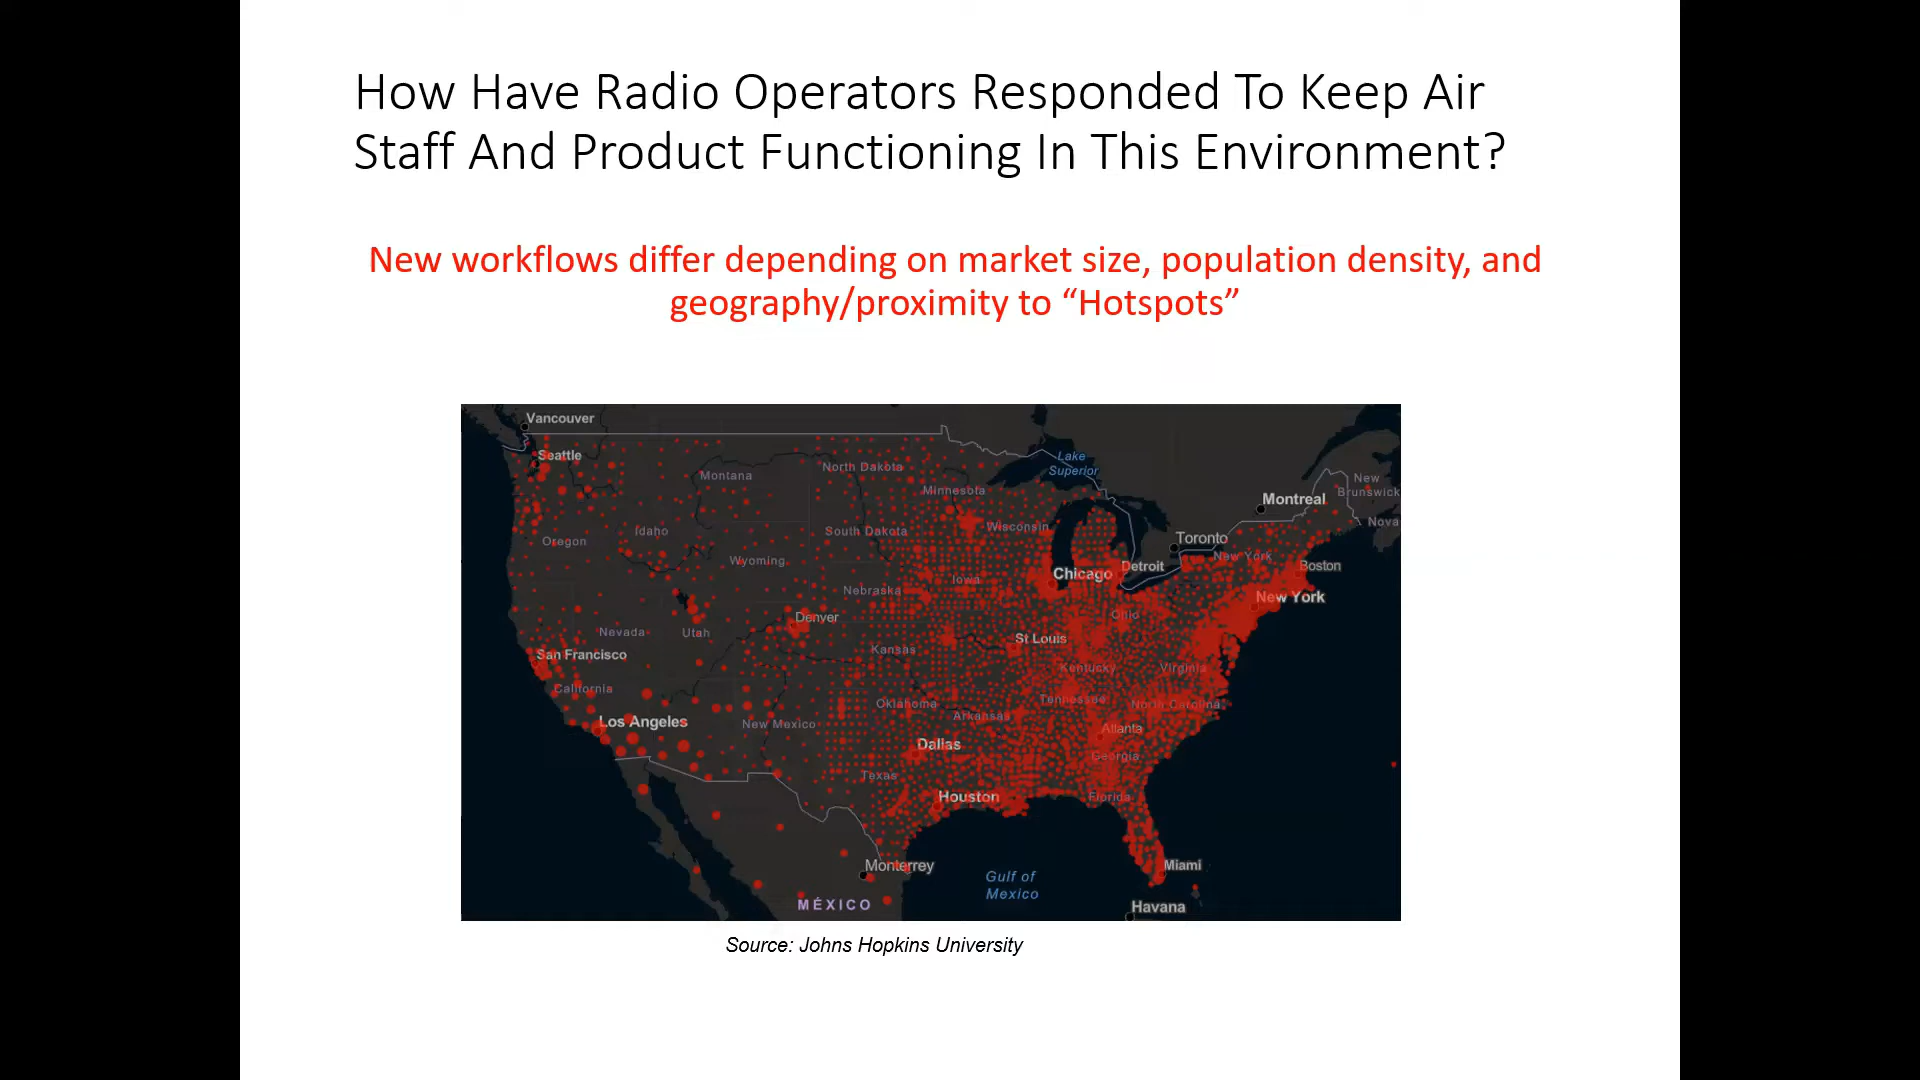 How Have Radio Operators Responded To Keep Air
Staff And Product Functioning In This Environment?
New workflows differ depending on market size, population density, and
geography/proximity to “Hotspots”
Vancouver
Seattle
Montana
North Dakota
Lake
Superior
Minnesota
New
Brunswick
Montreal
Nova
Oregon
Idaho
South Dakota
Wisconsin
Toronto
New York
Wyoming
Iowa
Chicago
Detroit
Boston
Nebraska
New York
Nevada
Utah
Denver
Ohio
San Francisco
Kansas
St Louis
Kentucky
Virginia
California
Oklahoma
Tennessee
North Carolina
Los Angeles
New Mexico
Arkansas
Atlanta
Dallas
Georgia
Texas
Houston
Florida
Monterrey
Gulf of
Mexico
Miami
MÉXICO
Havana
Source: Johns Hopkins University